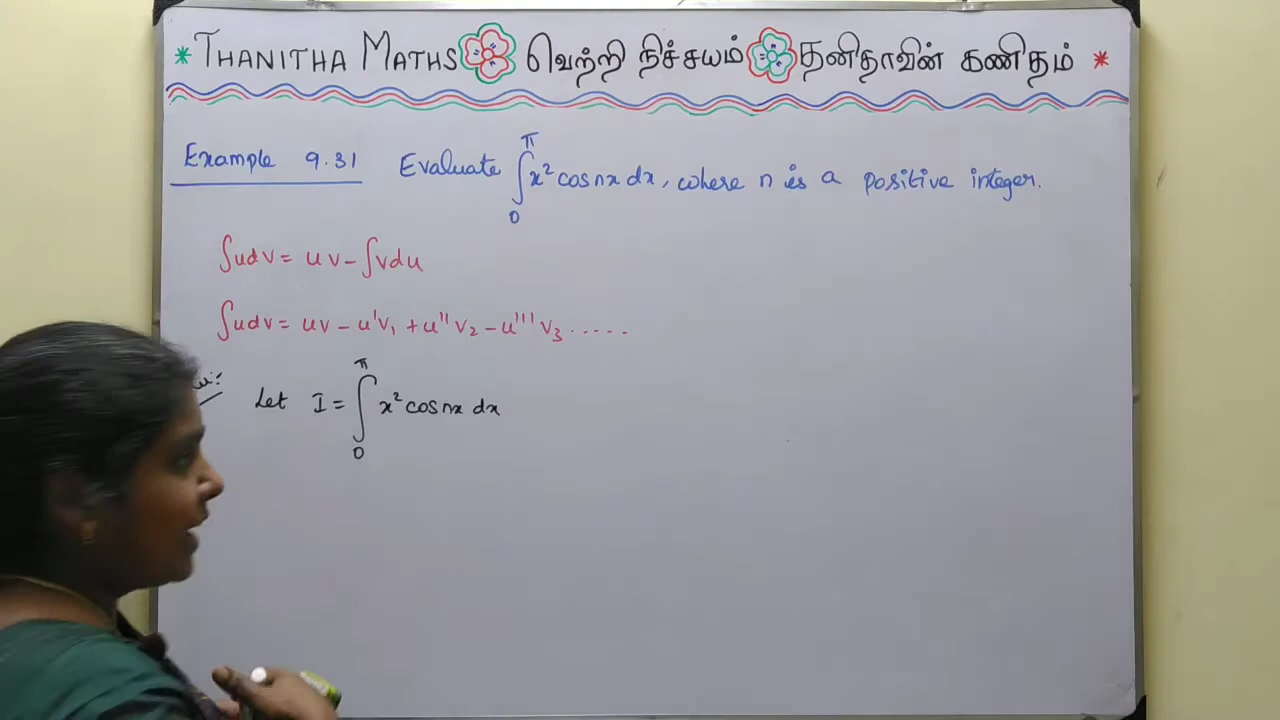 * THANITHA MATHS வெற்றி நிச்சயம் தனிதாவின் கணிதம் *
Example 9.31 Evaluate ∫₀^π x² cos nx dx, where n is a positive integer.
∫udv = uv - ∫vdu
∫udv = uv - u'v₁ + u''v₂ - u'''v₃ .....
Let I = ∫₀^π x² cos nx dx